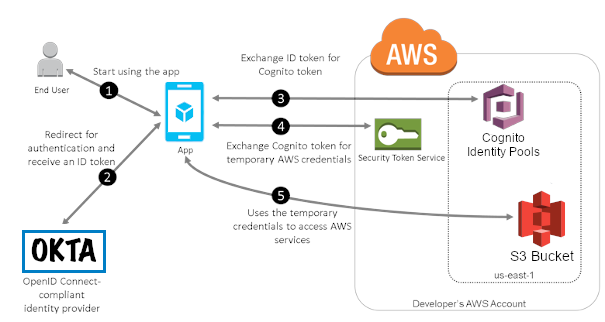 AWS
Exchange ID token for
Cognito token
Start using the app
1
End User
3
4
Redirect for
authentication and
receive an ID token
App
Exchange Cognito token for
temporary AWS credentials
Security Token Service
Cognito
Identity Pools
2
5
Uses the temporary
credentials to access AWS
services
OKTA
S3 Bucket
us-east-1
OpenID Connect-
compliant
identity provider
Developer's AWS Account